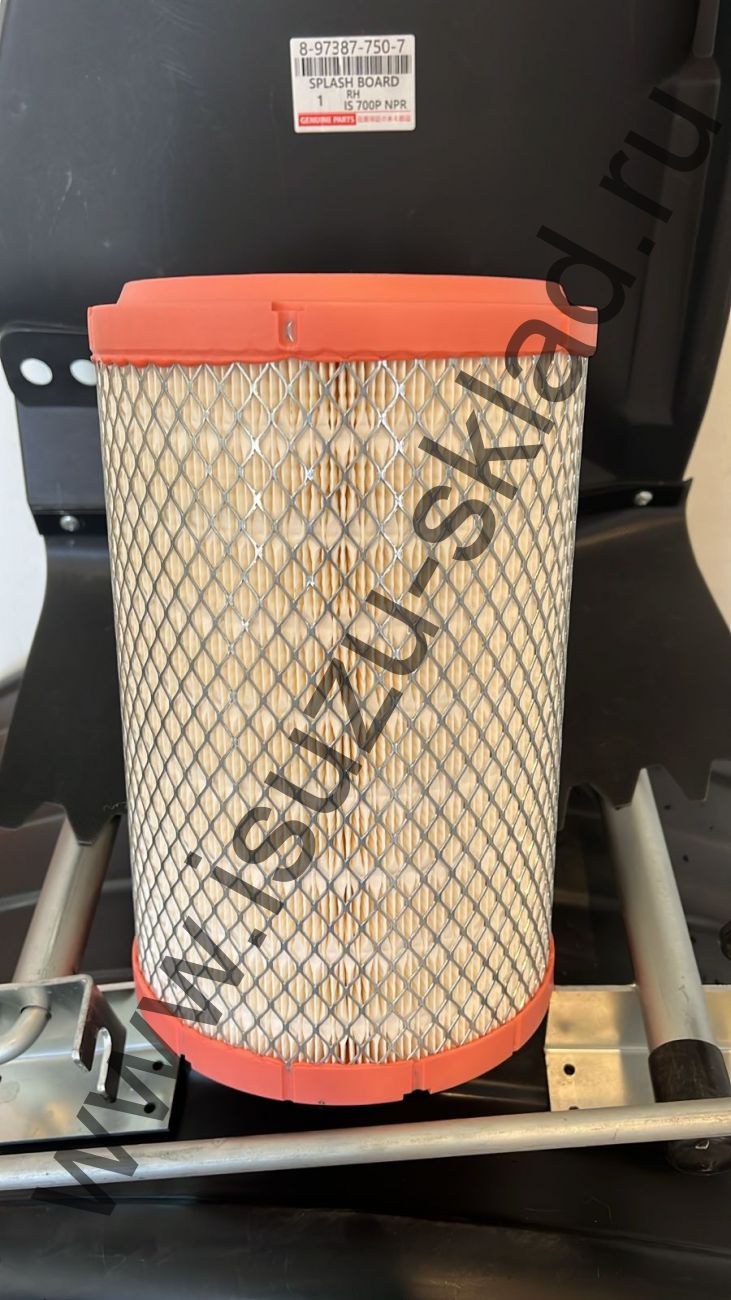 8-97387-750-7
SPLASH BOARD
RH
1 IS 700P NPR
GENUINE PARTS
www.isuzu-sklad.ru